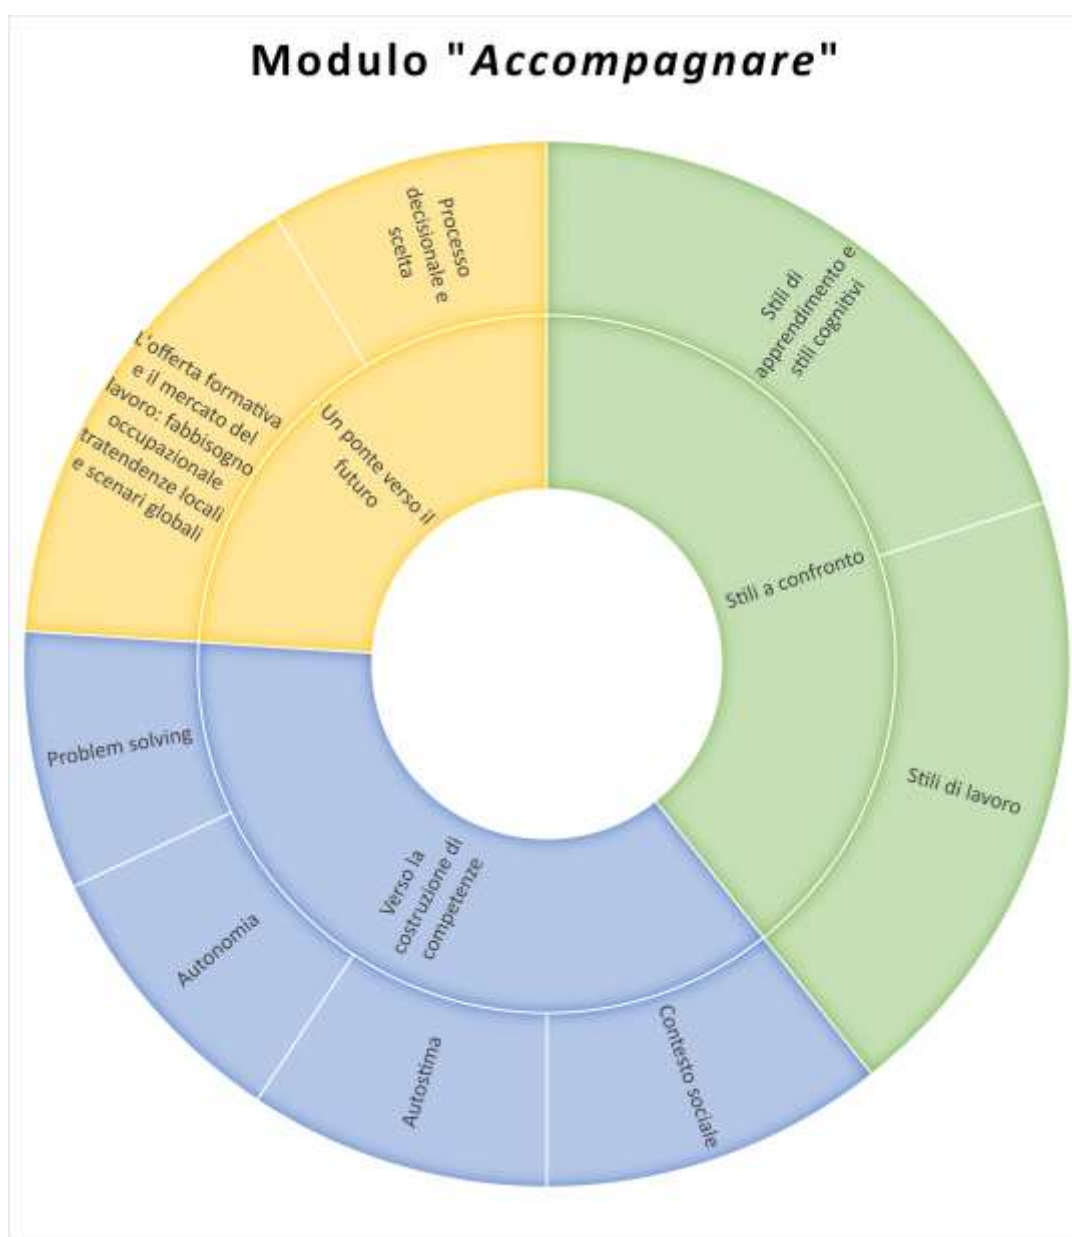 Modulo "Accompagnare"
Processo
decisionale e
scelta
Stili di
apprendimento e
stili cognitivi
L'offerta formativa
e il mercato del
lavoro: fabbisogno
occupazionale
tratendenze locali
e scenari globali
Un ponte verso il
futuro
Stili a confronto
Stili di lavoro
Problem solving
Verso la
costruzione di
competenze
Autonomia
Autostima
Contesto sociale